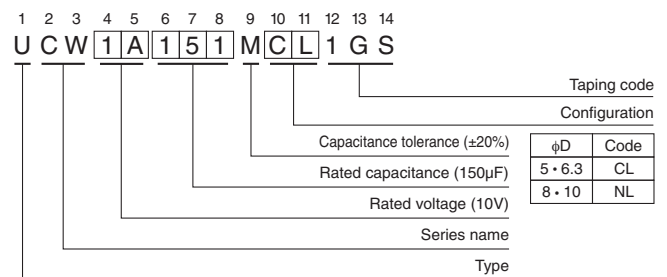 1 2 3 4 5 6 7 8 9 10 11 12 13 14
U C W 1 A 1 5 1 M C L 1 G S
Taping code
Configuration
Capacitance tolerance (±20%)
Rated capacitance (150µF)
Rated voltage (10V)
Series name
Type
ϕD Code
5 • 6.3 CL
8 • 10 NL